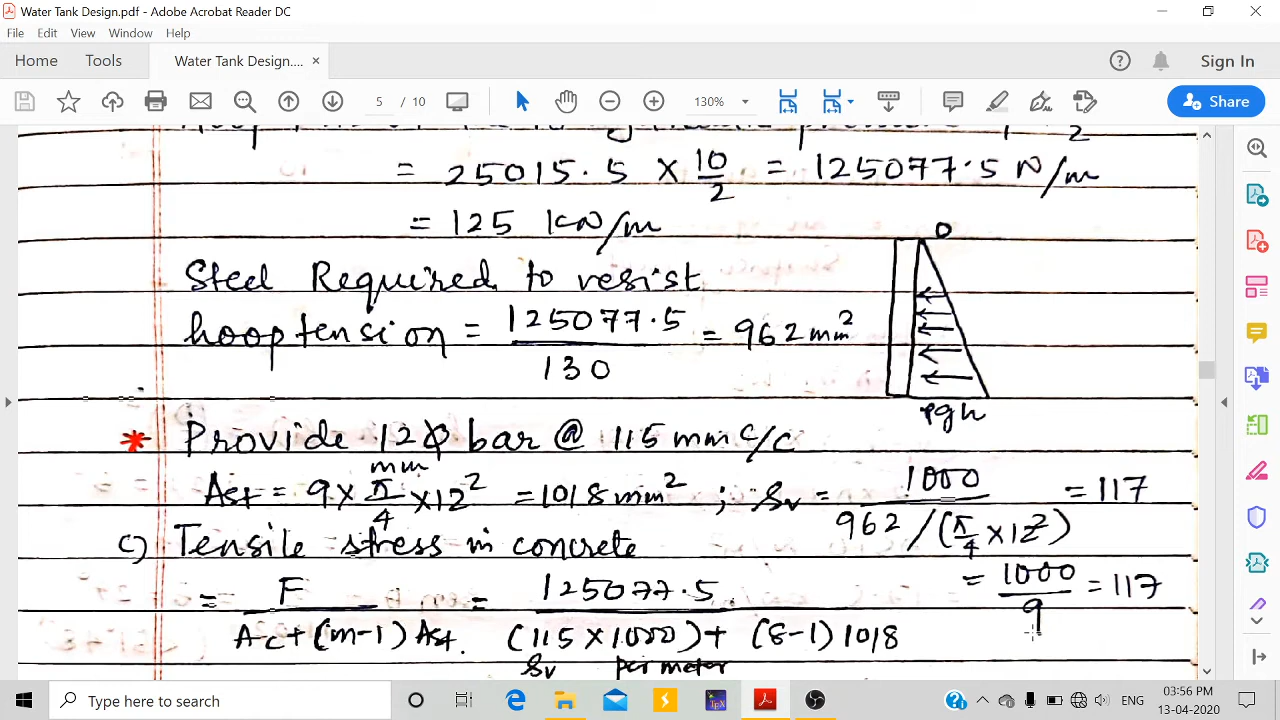 Water Tank Design.pdf - Adobe Acrobat Reader DC
File Edit View Window Help
Home Tools Water Tank Design.... × Sign In
5 / 10 130% Share
= 25015.5 × 10/2 = 125077.5 N/m
= 125 KN/m
O
Steel Required to resist
hoop tension = 125077.5 / 130 = 962 mm²
ρgh
* Provide 12 ϕ bar @ 115 mm c/c
mm
Ast = 9 × π/4 × 12² = 1018 mm² ; Sv = 1000 / 962 / (π/4 × 12²) = 117
c) Tensile stress in concrete
= 1000/9 = 117
= F / Ac + (m-1) Ast. = 125077.5 / (115 × 1000) + (8-1) 1018
Sv per meter
Type here to search
ENG 03:56 PM
13-04-2020